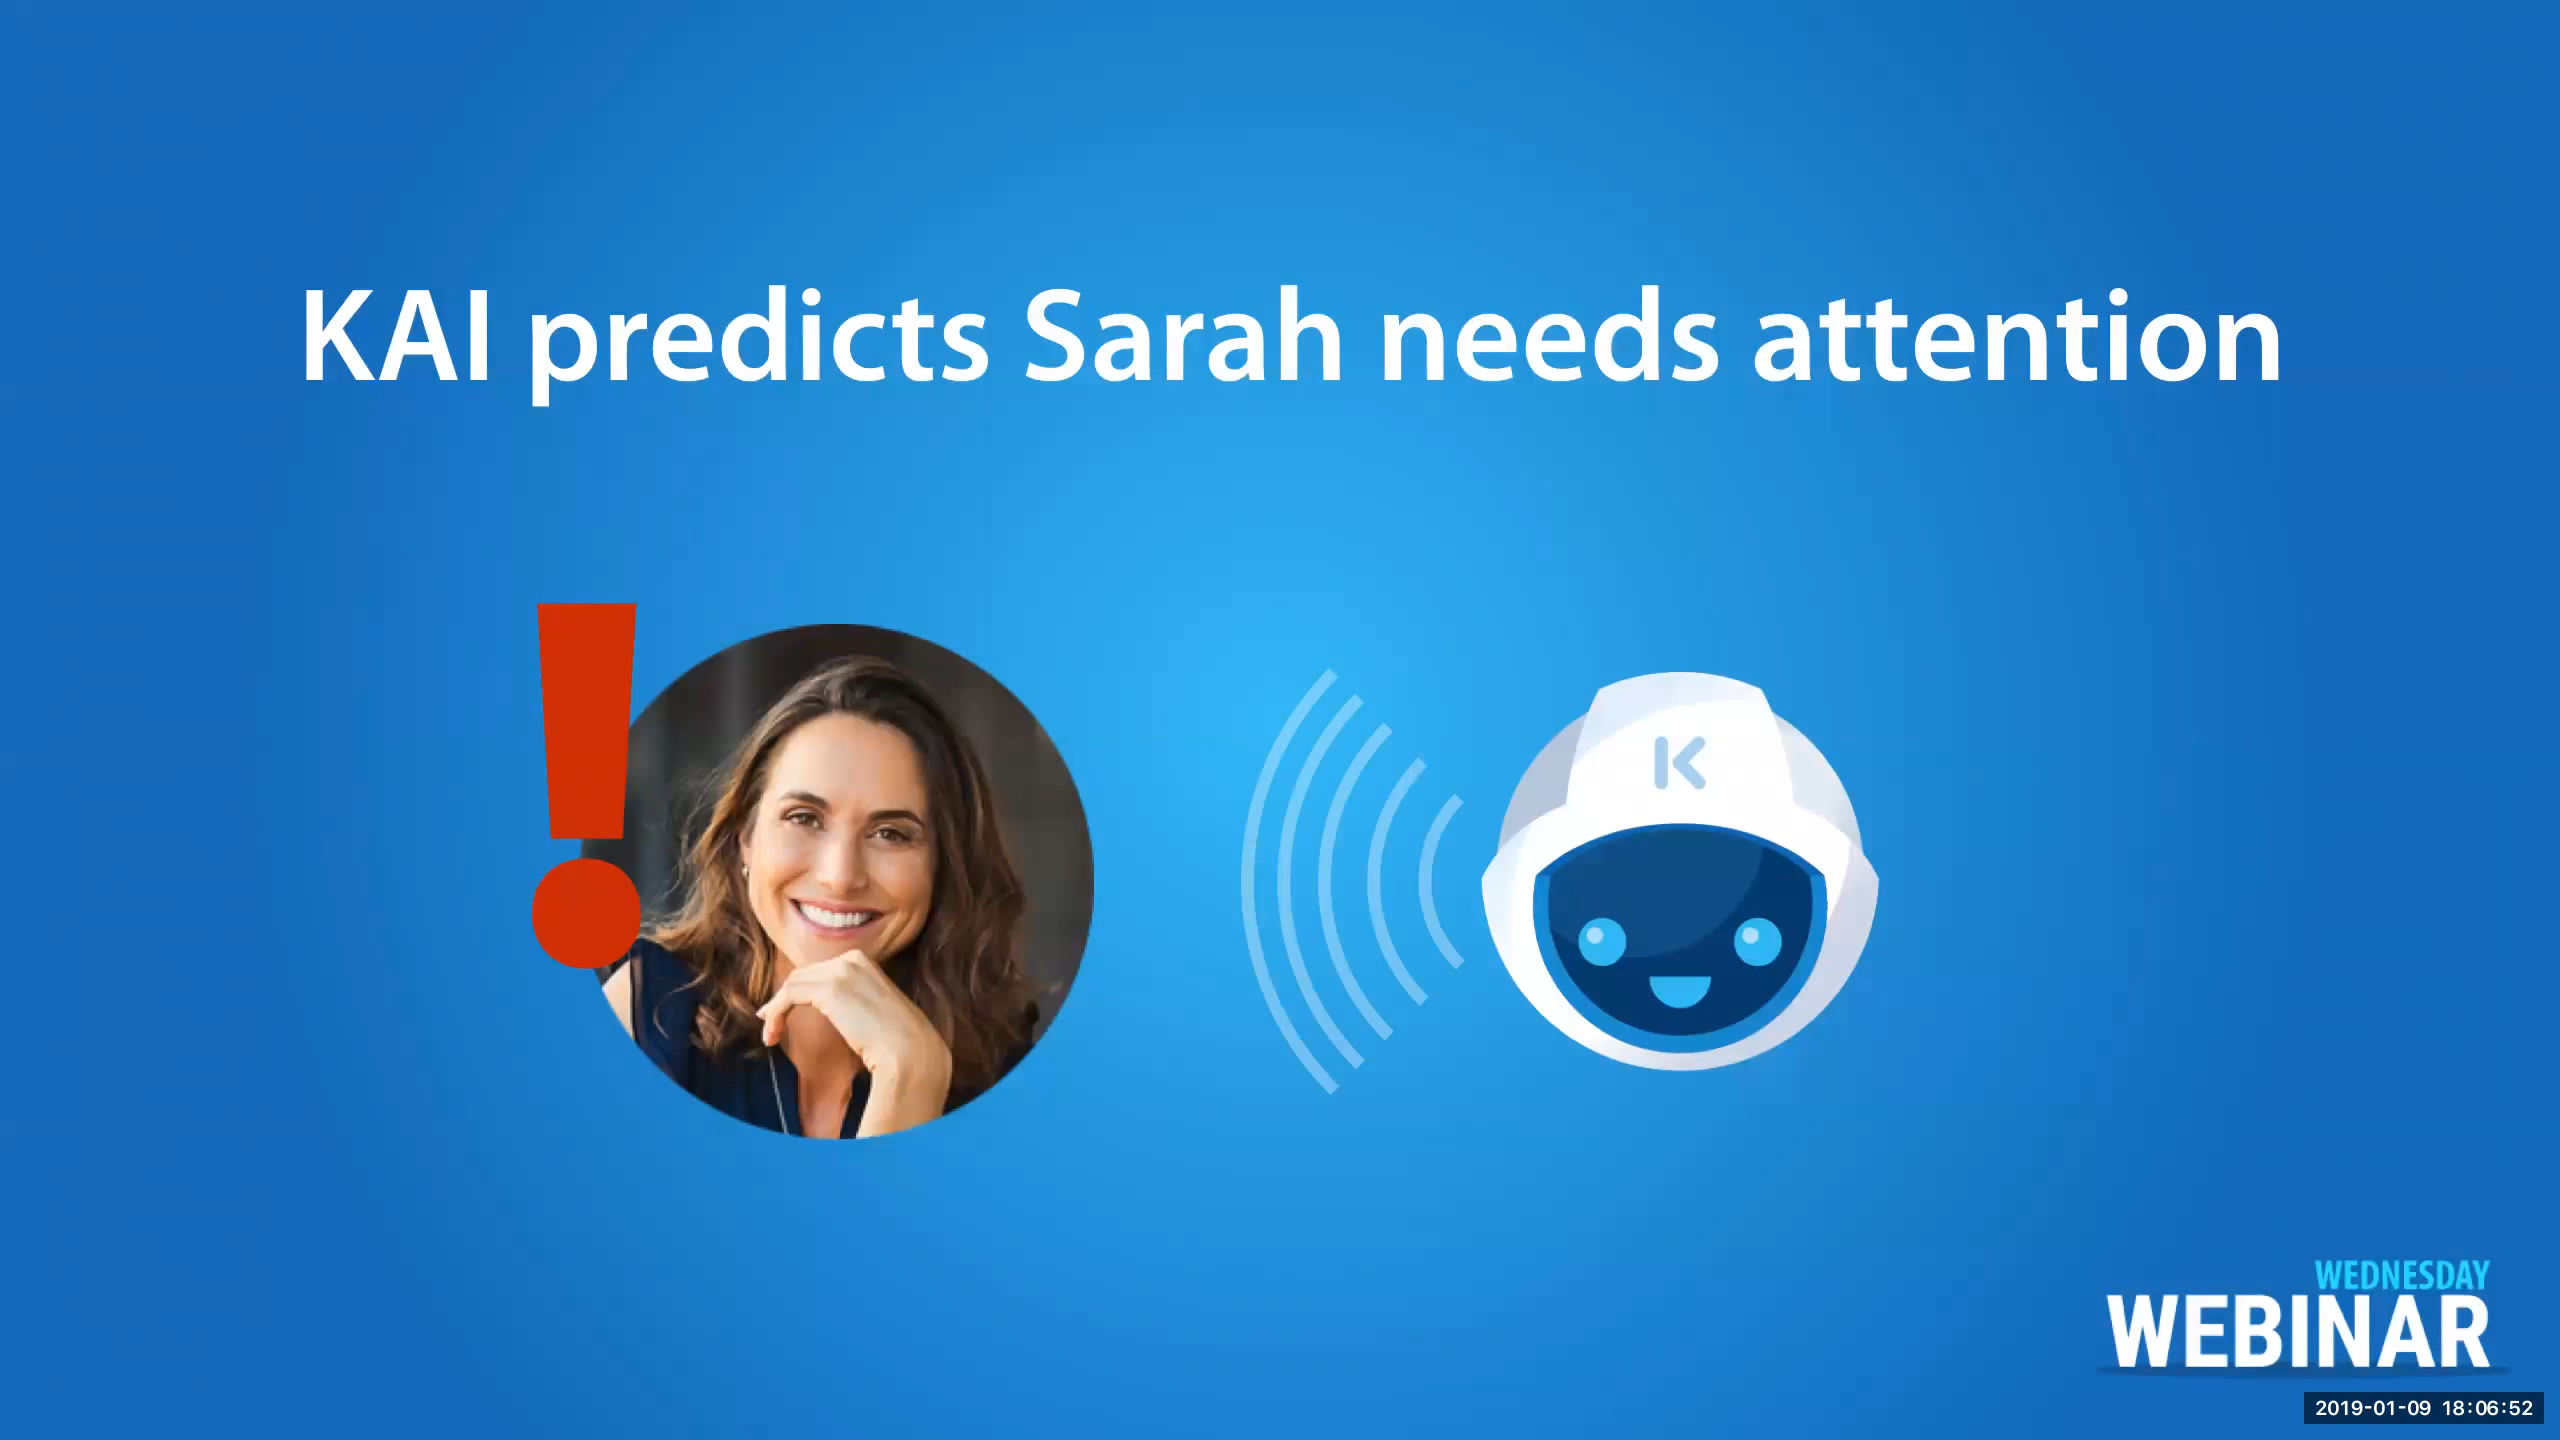 KAI predicts Sarah needs attention
K
WEDNESDAY
WEBINAR
2019-01-09 18:06:52